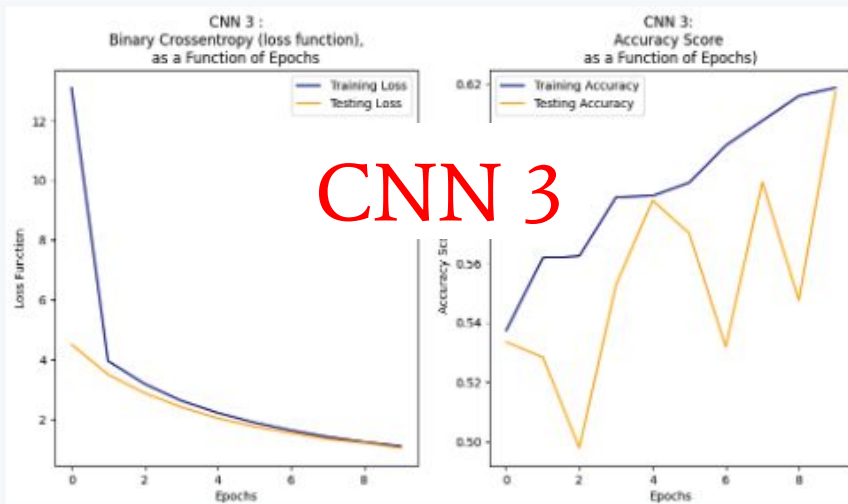 CNN 3 :
Binary Crossentropy (loss function),
as a Function of Epochs
Training Loss
Testing Loss
12
10
8
6
4
2
Loss Function
0
2
4
6
8
Epochs
CNN 3
CNN 3:
Accuracy Score
as a Function of Epochs)
Training Accuracy
Testing Accuracy
0.62
0.56
0.54
0.52
0.50
Accuracy
0
2
4
6
8
Epochs